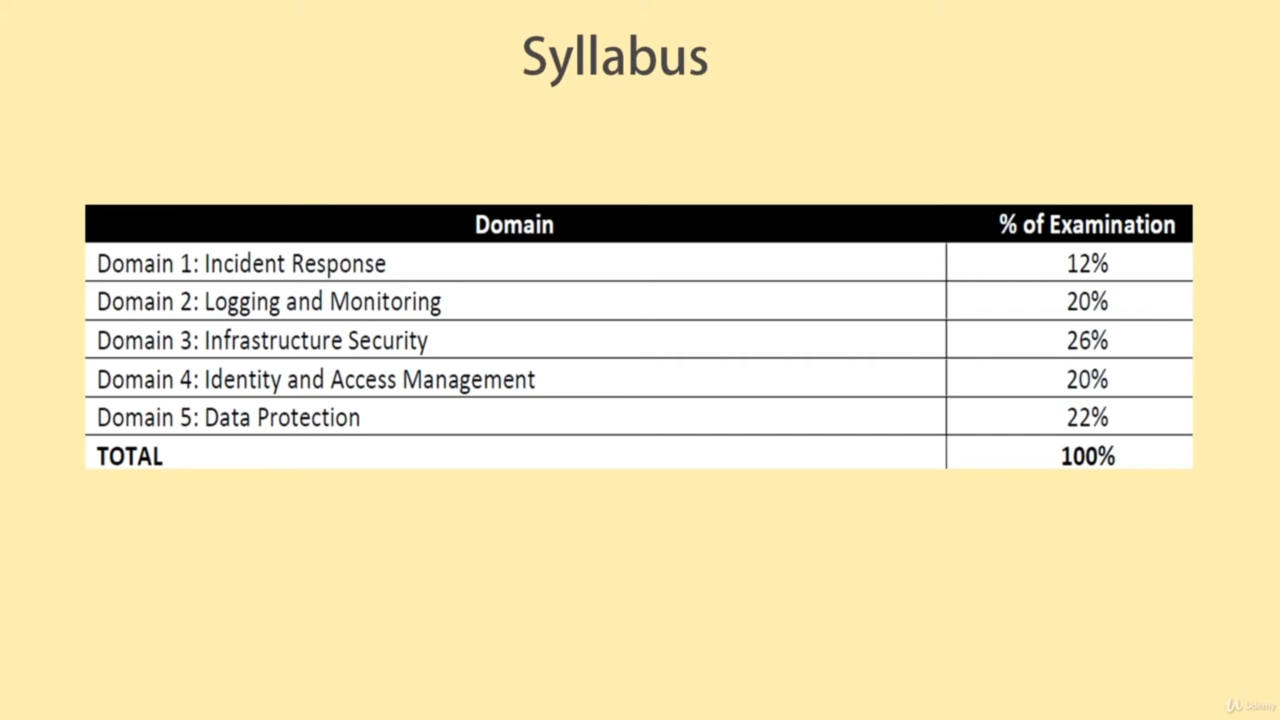 Syllabus
Domain % of Examination
Domain 1: Incident Response 12%
Domain 2: Logging and Monitoring 20%
Domain 3: Infrastructure Security 26%
Domain 4: Identity and Access Management 20%
Domain 5: Data Protection 22%
TOTAL 100%
Udemy